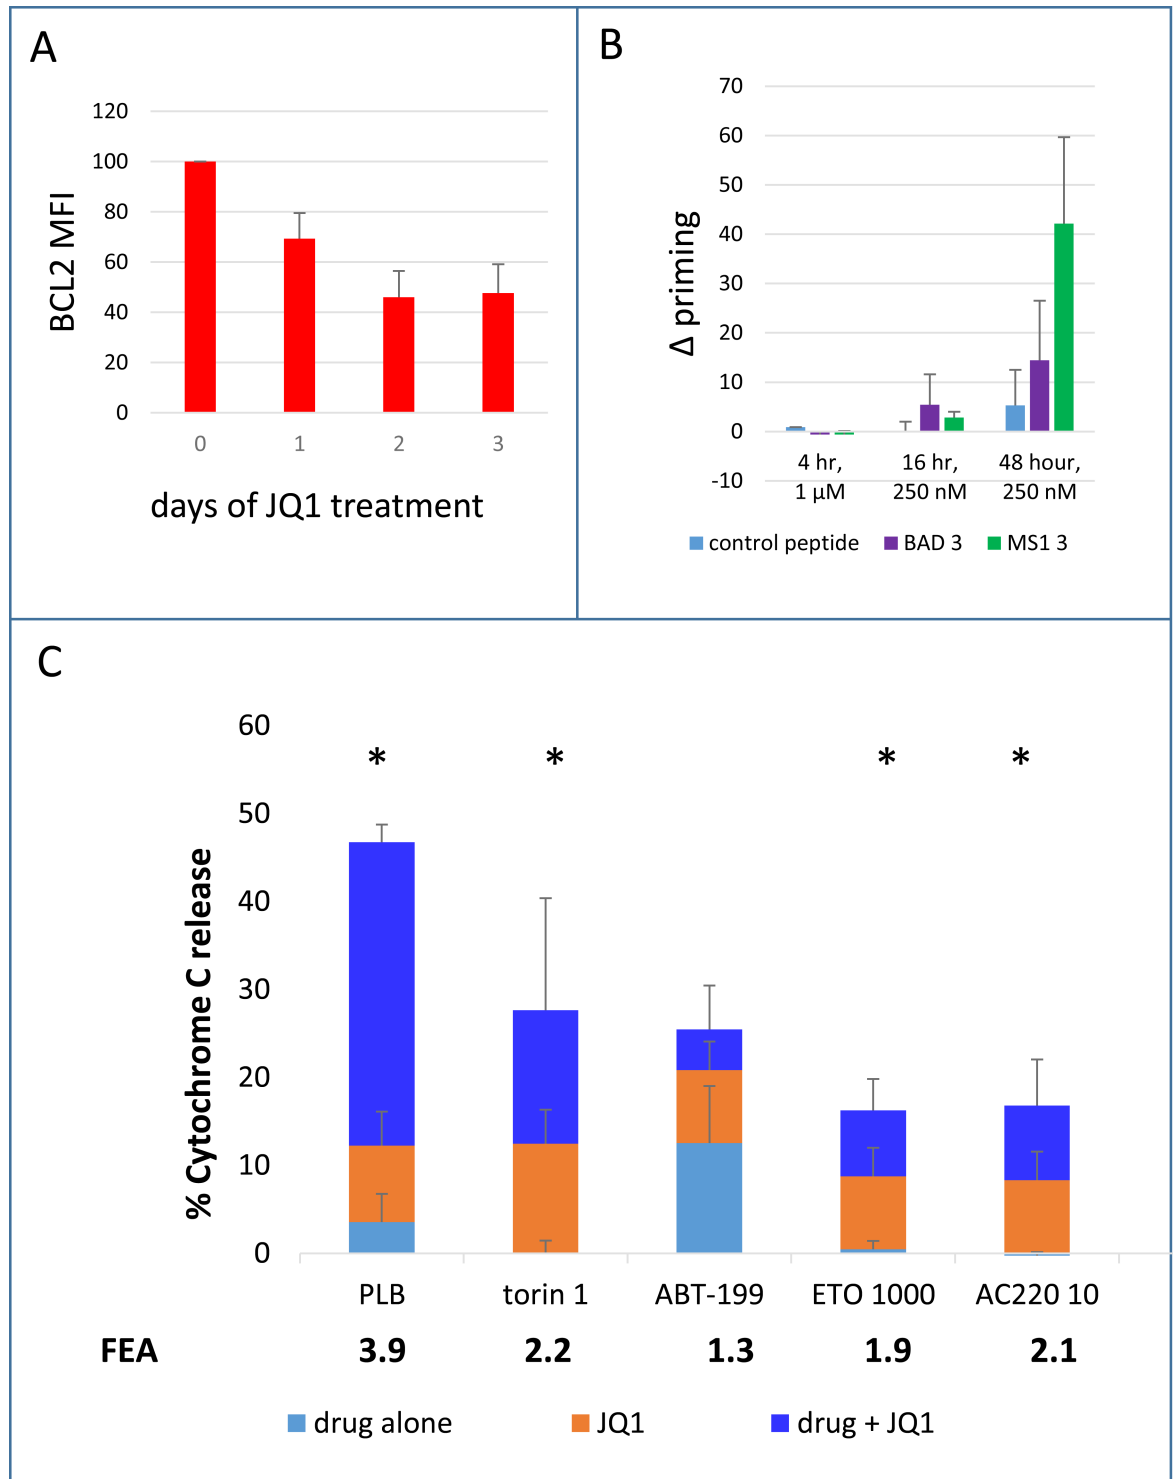 A
120
100
80
60
40
20
0
BCL2 MFI
0 1 2 3
days of JQ1 treatment
B
70
60
50
40
30
20
10
0
-10
Δ priming
4 hr, 16 hr, 48 hour,
1 μM 250 nM 250 nM
control peptide BAD 3 MS1 3
C
60
* * * *
50
40
30
20
10
0
% Cytochrome C release
PLB torin 1 ABT-199 ETO 1000 AC220 10
FEA 3.9 2.2 1.3 1.9 2.1
drug alone JQ1 drug + JQ1